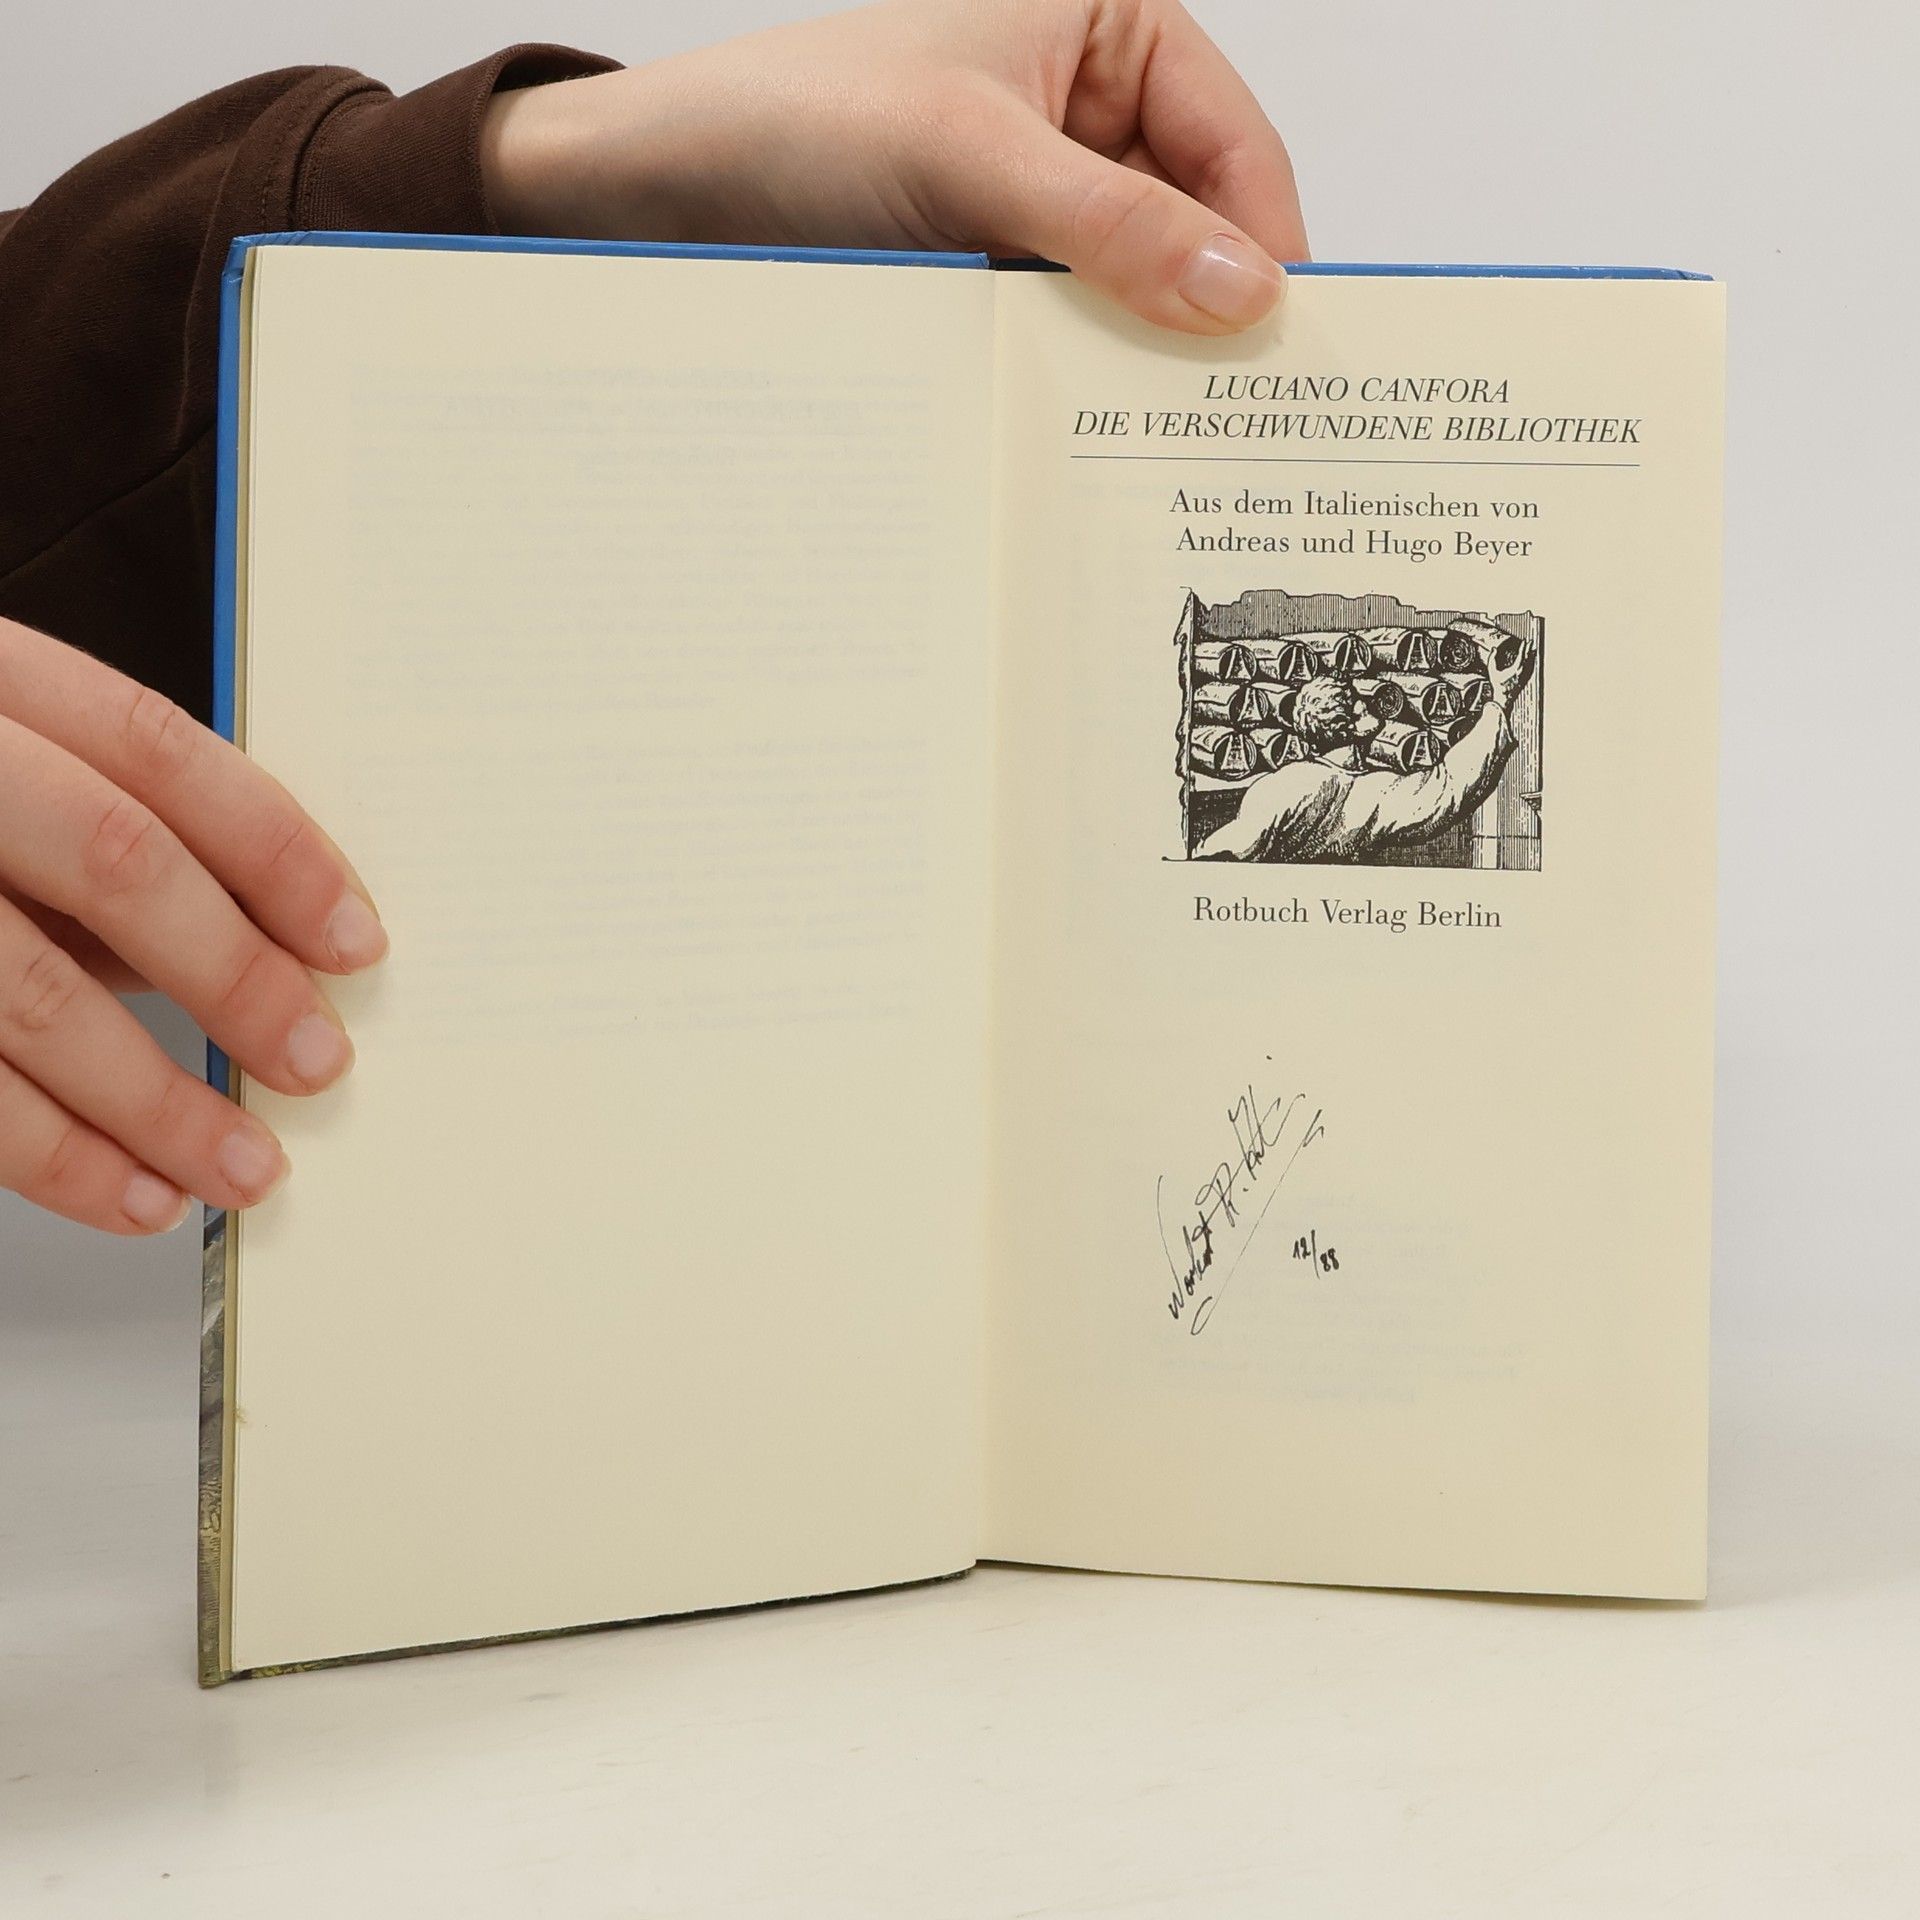 LUCIANO CANFORA
DIE VERSCHWUNDENE BIBLIOTHEK
Aus dem Italienischen von
Andreas und Hugo Beyer
Rotbuch Verlag Berlin
12/88